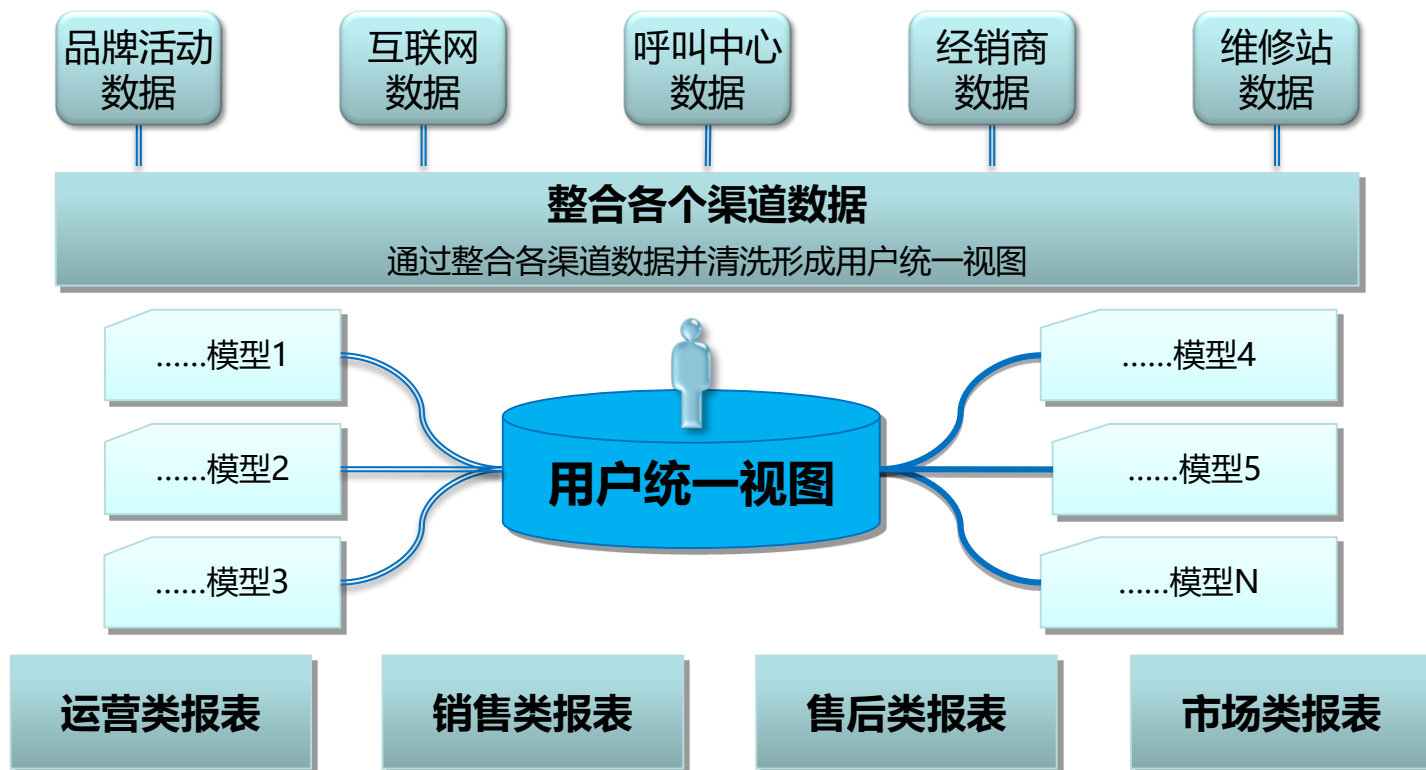 品牌活动
数据
互联网
数据
呼叫中心
数据
经销商
数据
维修站
数据
整合各个渠道数据
通过整合各渠道数据并清洗形成用户统一视图
......模型1
......模型2
......模型3
用户统一视图
......模型4
......模型5
......模型N
运营类报表
销售类报表
售后类报表
市场类报表